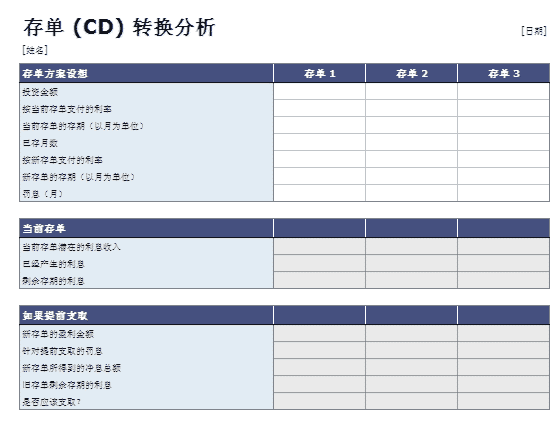 存单 (CD) 转换分析
[日期]
[姓名]
存单方案设想 存单 1 存单 2 存单 3
投资金额
按当前存单支付的利率
当前存单的存期（以月为单位）
已存月数
按新存单支付的利率
新存单的存期（以月为单位）
罚息（月）
当前存单
当前存单潜在的利息收入
已经产生的利息
剩余存期的利息
如果提前支取
新存单的盈利金额
针对提前支取的罚息
新存单所得到的净息总额
旧存单剩余存期的利息
是否应该支取?